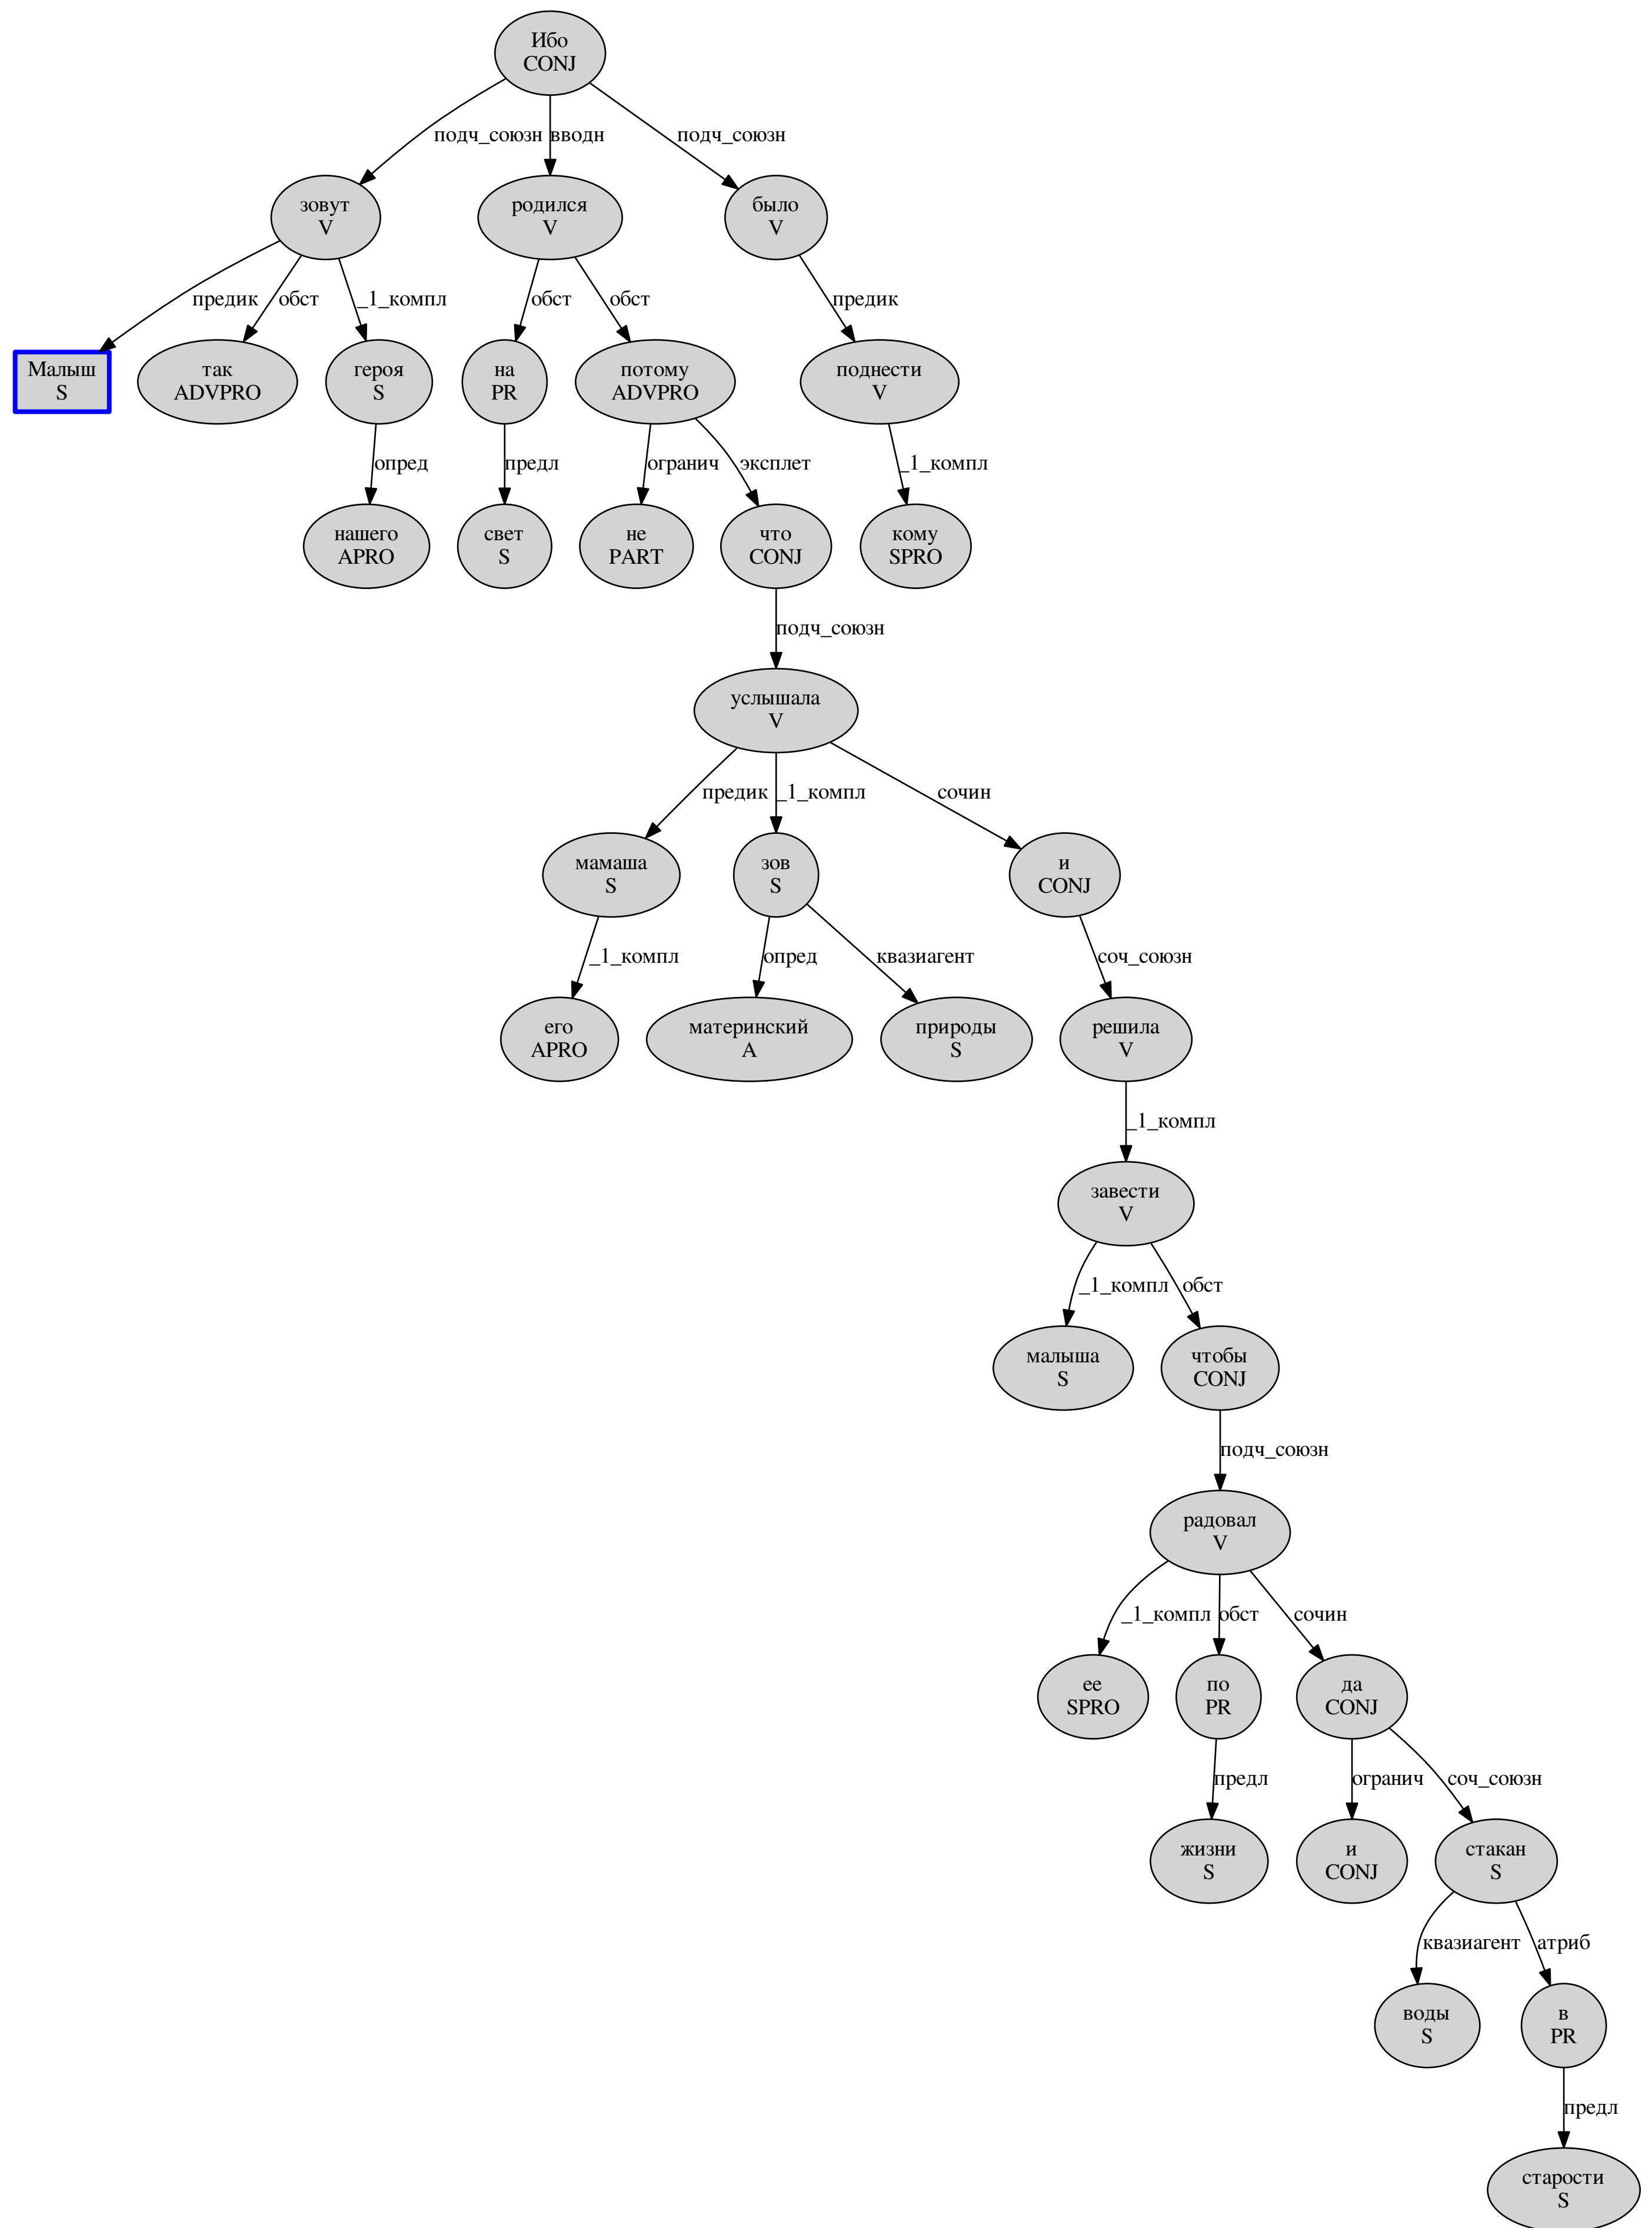 Ибо
CONJ
подч_союзн
вводн
подч_союзн
зовут
V
родился
V
было
V
предик
обст
_1_компл
обст
обст
предик
Малыш
S
так
ADVPRO
героя
S
на
PR
потому
ADVPRO
поднести
V
опред
предл
огранич
эксплет
_1_компл
нашего
APRO
свет
S
не
PART
что
CONJ
кому
SPRO
подч_союзн
услышала
V
предик
_1_компл
сочин
мамаша
S
зов
S
и
CONJ
_1_компл
опред
квазиагент
соч_союзн
его
APRO
материнский
A
природы
S
решила
V
_1_компл
завести
V
_1_компл
обст
малыша
S
чтобы
CONJ
подч_союзн
радовал
V
_1_компл
обст
сочин
ее
SPRO
по
PR
да
CONJ
предл
огранич
соч_союзн
жизни
S
и
CONJ
стакан
S
квазиагент
атриб
воды
S
в
PR
предл
старости
S